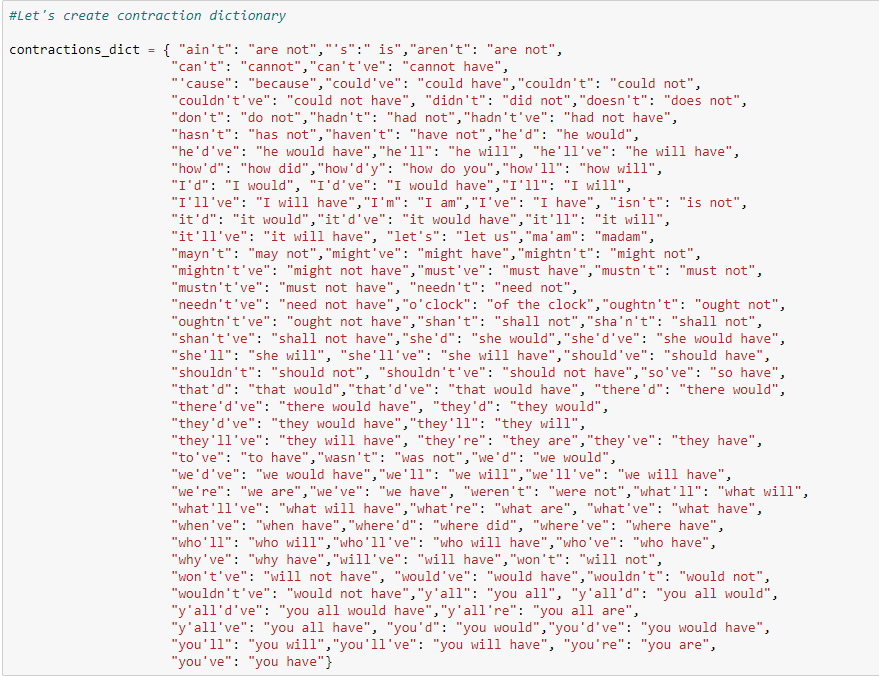 #Let's create contraction dictionary
contractions_dict = { "ain't": "are not","'s":" is","aren't": "are not",
"can't": "cannot","can't've": "cannot have",
"'cause": "because","could've": "could have","couldn't": "could not",
"couldn't've": "could not have", "didn't": "did not","doesn't": "does not",
"don't": "do not","hadn't": "had not","hadn't've": "had not have",
"hasn't": "has not","haven't": "have not","he'd": "he would",
"he'd've": "he would have","he'll": "he will", "he'll've": "he will have",
"how'd": "how did","how'd'y": "how do you","how'll": "how will",
"I'd": "I would", "I'd've": "I would have","I'll": "I will",
"I'll've": "I will have","I'm": "I am","I've": "I have", "isn't": "is not",
"it'd": "it would","it'd've": "it would have","it'll": "it will",
"it'll've": "it will have", "let's": "let us","ma'am": "madam",
"mayn't": "may not","might've": "might have","mightn't": "might not",
"mightn't've": "might not have","must've": "must have","mustn't": "must not",
"mustn't've": "must not have", "needn't": "need not",
"needn't've": "need not have","o'clock": "of the clock","oughtn't": "ought not",
"oughtn't've": "ought not have","shan't": "shall not","sha'n't": "shall not",
"shan't've": "shall not have","she'd": "she would","she'd've": "she would have",
"she'll": "she will", "she'll've": "she will have","should've": "should have",
"shouldn't": "should not", "shouldn't've": "should not have","so've": "so have",
"that'd": "that would","that'd've": "that would have", "there'd": "there would",
"there'd've": "there would have", "they'd": "they would",
"they'd've": "they would have","they'll": "they will",
"they'll've": "they will have", "they're": "they are","they've": "they have",
"to've": "to have","wasn't": "was not","we'd": "we would",
"we'd've": "we would have","we'll": "we will","we'll've": "we will have",
"we're": "we are","we've": "we have", "weren't": "were not","what'll": "what will",
"what'll've": "what will have","what're": "what are", "what've": "what have",
"when've": "when have","where'd": "where did", "where've": "where have",
"who'll": "who will","who'll've": "who will have","who've": "who have",
"why've": "why have","will've": "will have","won't": "will not",
"won't've": "will not have", "would've": "would have","wouldn't": "would not",
"wouldn't've": "would not have","y'all": "you all", "y'all'd": "you all would",
"y'all'd've": "you all would have","y'all're": "you all are",
"y'all've": "you all have", "you'd": "you would","you'd've": "you would have",
"you'll": "you will","you'll've": "you will have", "you're": "you are",
"you've": "you have"}